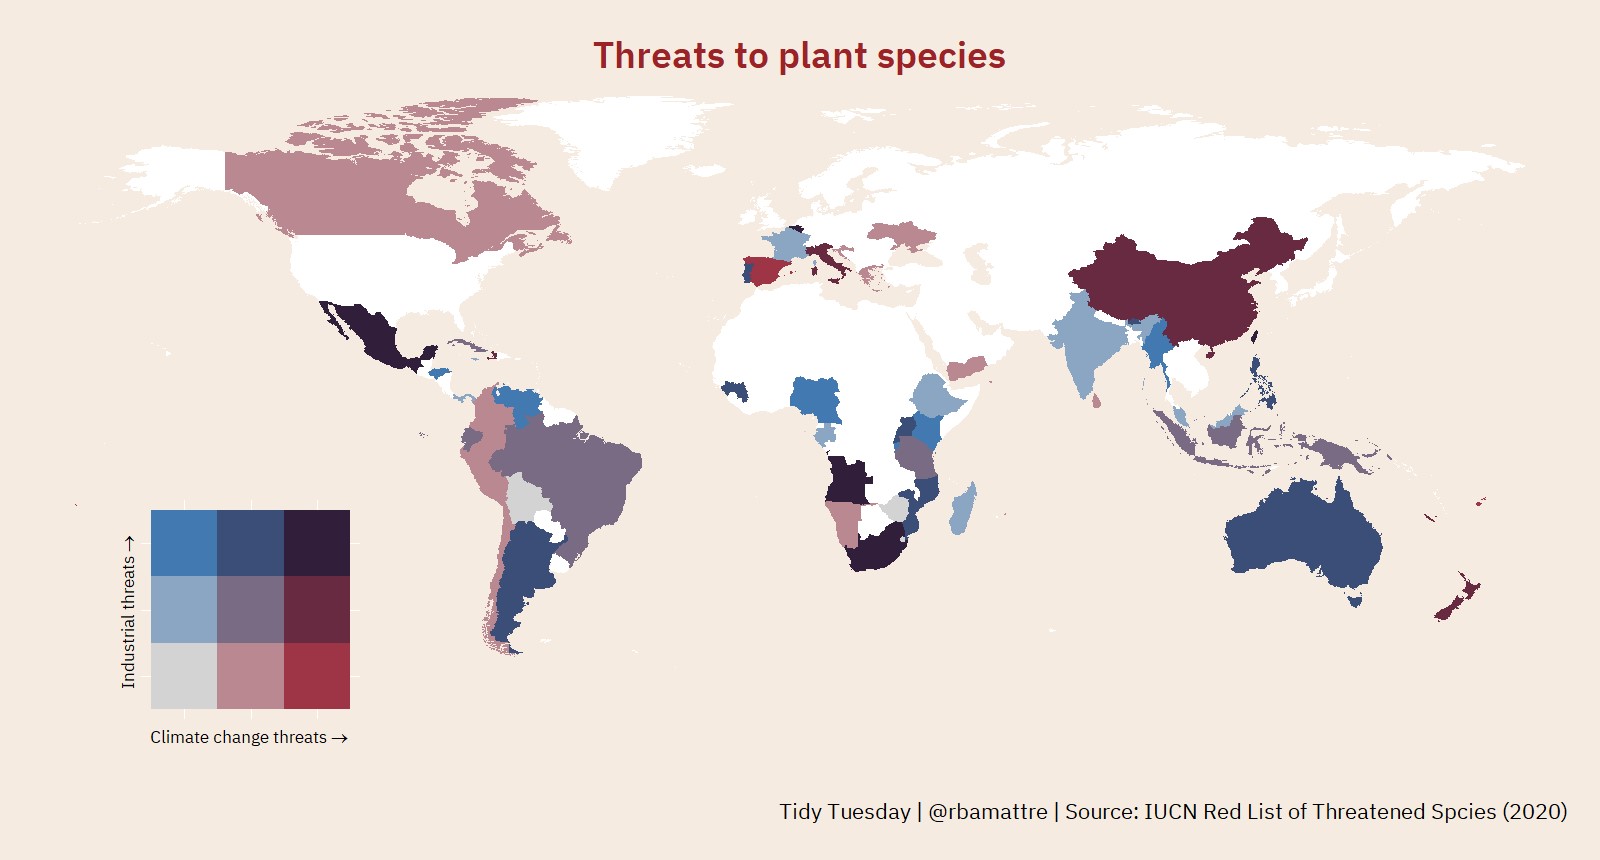 Threats to plant species
Industrial threats →
Climate change threats →
Tidy Tuesday | @rbamattre | Source: IUCN Red List of Threatened Spcies (2020)